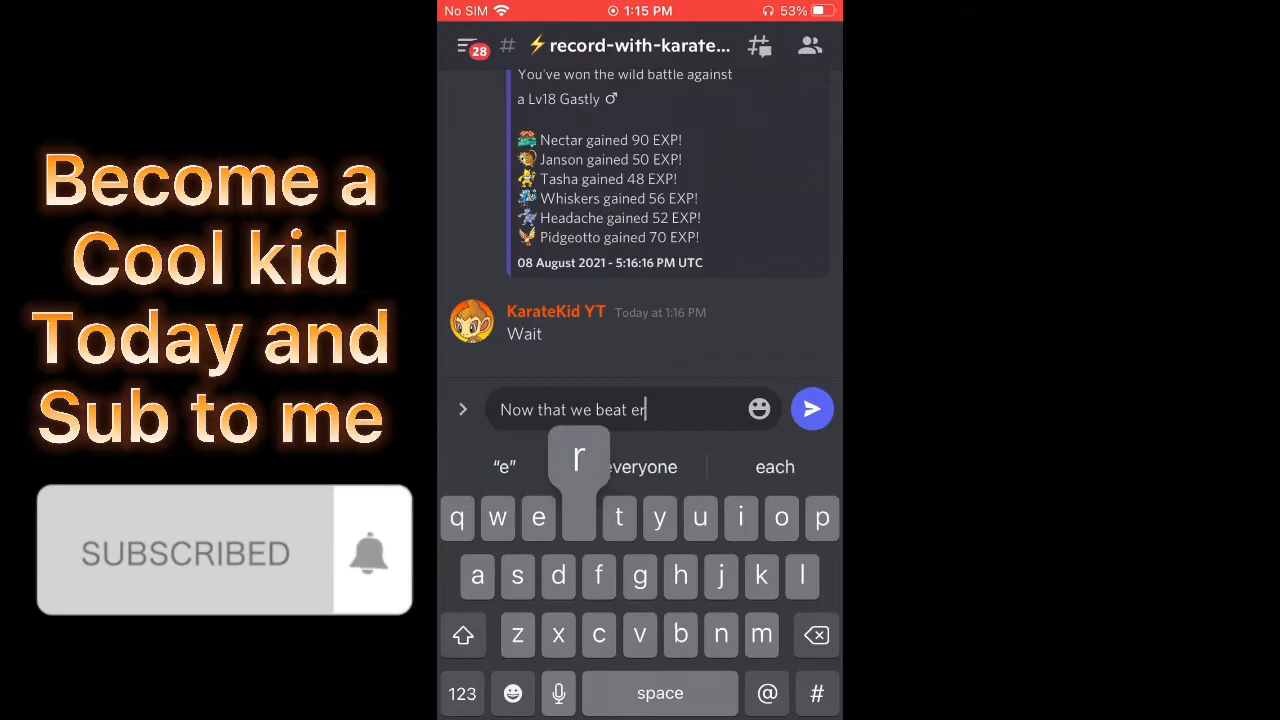 Become a
Cool kid
Today and
Sub to me
SUBSCRIBED
No SIM
1:15 PM
53%
28
# ⚡record-with-karate...
You've won the wild battle against
a Lv18 Gastly ♂
Nectar gained 90 EXP!
Janson gained 50 EXP!
Tasha gained 48 EXP!
Whiskers gained 56 EXP!
Headache gained 52 EXP!
Pidgeotto gained 70 EXP!
08 August 2021 - 5:16:16 PM UTC
KarateKid YT Today at 1:16 PM
Wait
Now that we beat er
“e” everyone each
r
q w e t y u i o p
a s d f g h j k l
z x c v b n m
123 space @ #